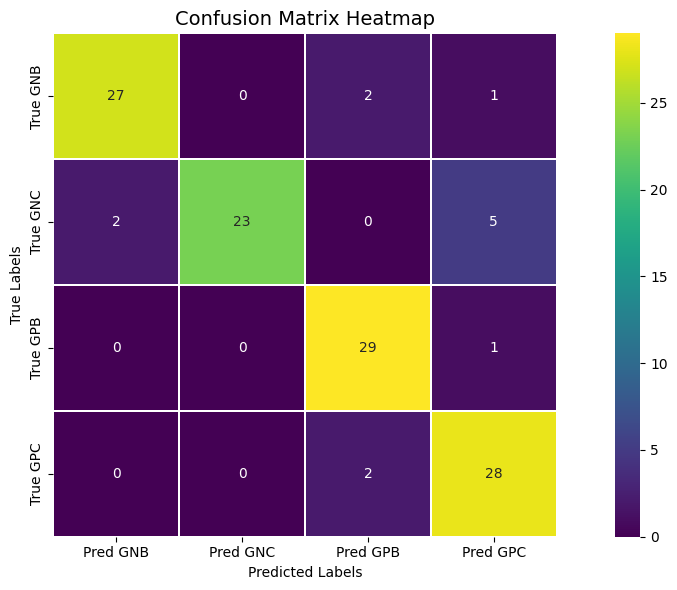 Confusion Matrix Heatmap
True Labels
True GNB
27 0 2 1
True GNC
2 23 0 5
True GPB
0 0 29 1
True GPC
0 0 2 28
Pred GNB Pred GNC Pred GPB Pred GPC
Predicted Labels
25
20
15
10
5
0